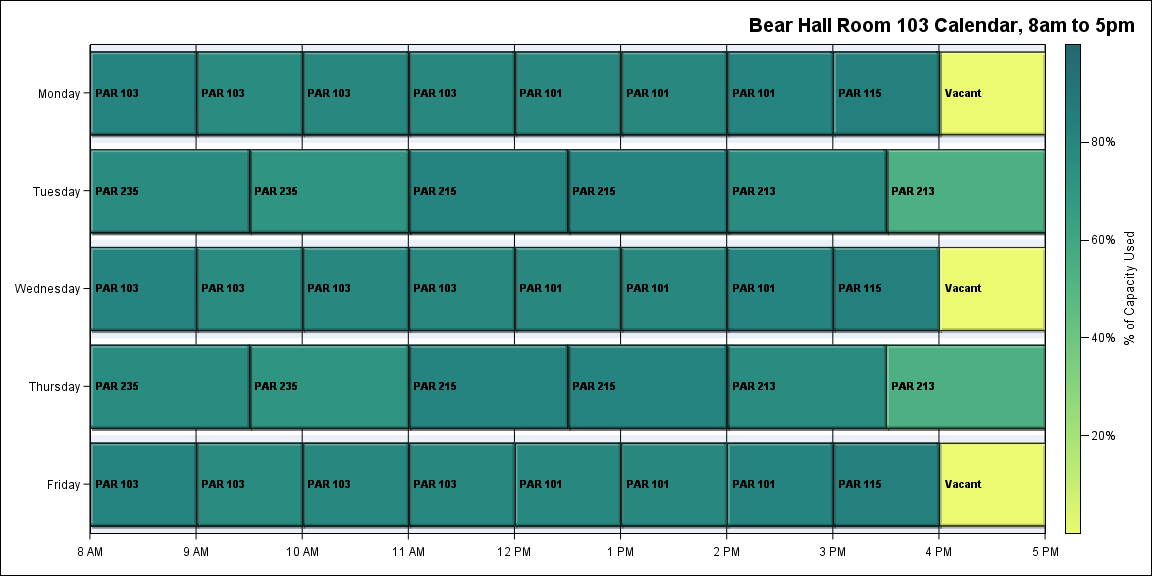 Bear Hall Room 103 Calendar, 8am to 5pm
Monday
PAR 103 PAR 103 PAR 103 PAR 103 PAR 101 PAR 101 PAR 101 PAR 115 Vacant
Tuesday
PAR 235 PAR 235 PAR 215 PAR 215 PAR 213 PAR 213
Wednesday
PAR 103 PAR 103 PAR 103 PAR 103 PAR 101 PAR 101 PAR 101 PAR 115 Vacant
Thursday
PAR 235 PAR 235 PAR 215 PAR 215 PAR 213 PAR 213
Friday
PAR 103 PAR 103 PAR 103 PAR 103 PAR 101 PAR 101 PAR 101 PAR 115 Vacant
8 AM 9 AM 10 AM 11 AM 12 PM 1 PM 2 PM 3 PM 4 PM 5 PM
80%
60%
40%
20%
% of Capacity Used